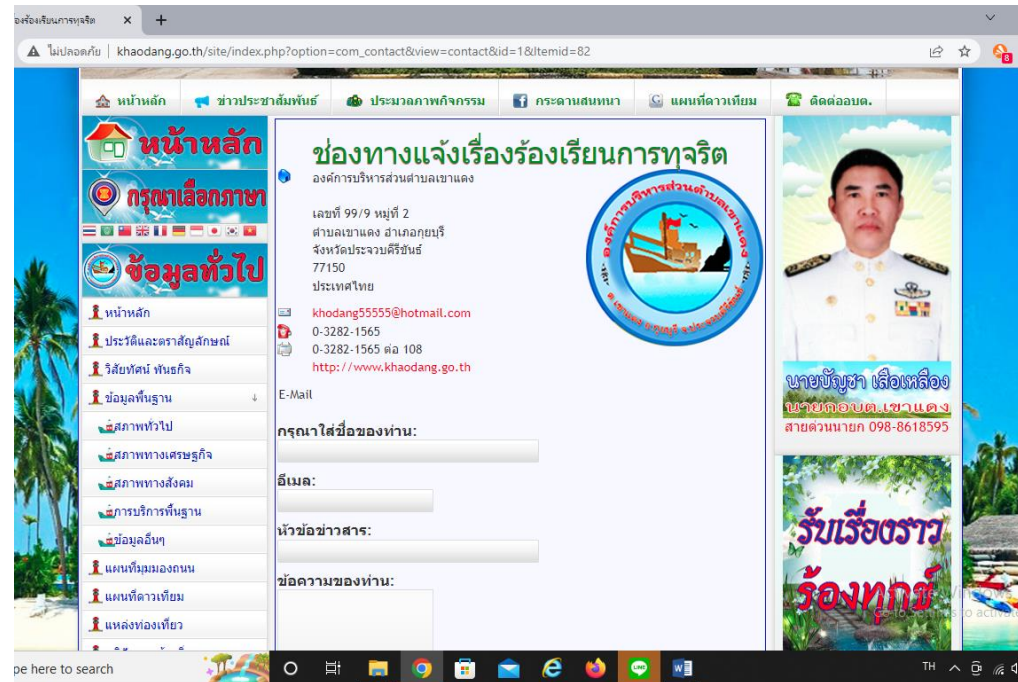 องร้องเรียนการทุจริต
ไม่ปลอดภัย
khaodang.go.th/site/index.php?option=com_contact&view=contact&id=1&Itemid=82
หน้าหลัก
ข่าวประชาสัมพันธ์
ประมวลภาพกิจกรรม
กระดานสนทนา
แผนที่ดาวเทียม
ติดต่ออบต.
หน้าหลัก
กรุณาเลือกภาษา
ข้อมูลทั่วไป
หน้าหลัก
ประวัติและตราสัญลักษณ์
วิสัยทัศน์ พันธกิจ
ข้อมูลพื้นฐาน
สภาพทั่วไป
สภาพทางเศรษฐกิจ
สภาพทางสังคม
การบริการพื้นฐาน
ข้อมูลอื่นๆ
แผนที่มุมมองถนน
แผนที่ดาวเทียม
แหล่งท่องเที่ยว
ช่องทางแจ้งเรื่องร้องเรียนการทุจริต
องค์การบริหารส่วนตำบลเขาแดง
เลขที่ 99/9 หมู่ที่ 2
ตำบลเขาแดง อำเภอกุยบุรี
จังหวัดประจวบคีรีขันธ์
77150
ประเทศไทย
khodang55555@hotmail.com
0-3282-1565
0-3282-1565 ต่อ 108
http://www.khaodang.go.th
E-Mail
กรุณาใส่ชื่อของท่าน:
อีเมล:
หัวข้อข่าวสาร:
ข้อความของท่าน:
องค์การบริหารส่วนตำบลเขาแดง
ต.เขาแดง อ.กุยบุรี จ.ประจวบคีรีขันธ์
นายบัญชา เสือเหลือง
นายกอบต.เขาแดง
สายด่วนนายก 098-8618595
รับเรื่องราว
ร้องทุกข์
pe here to search
TH